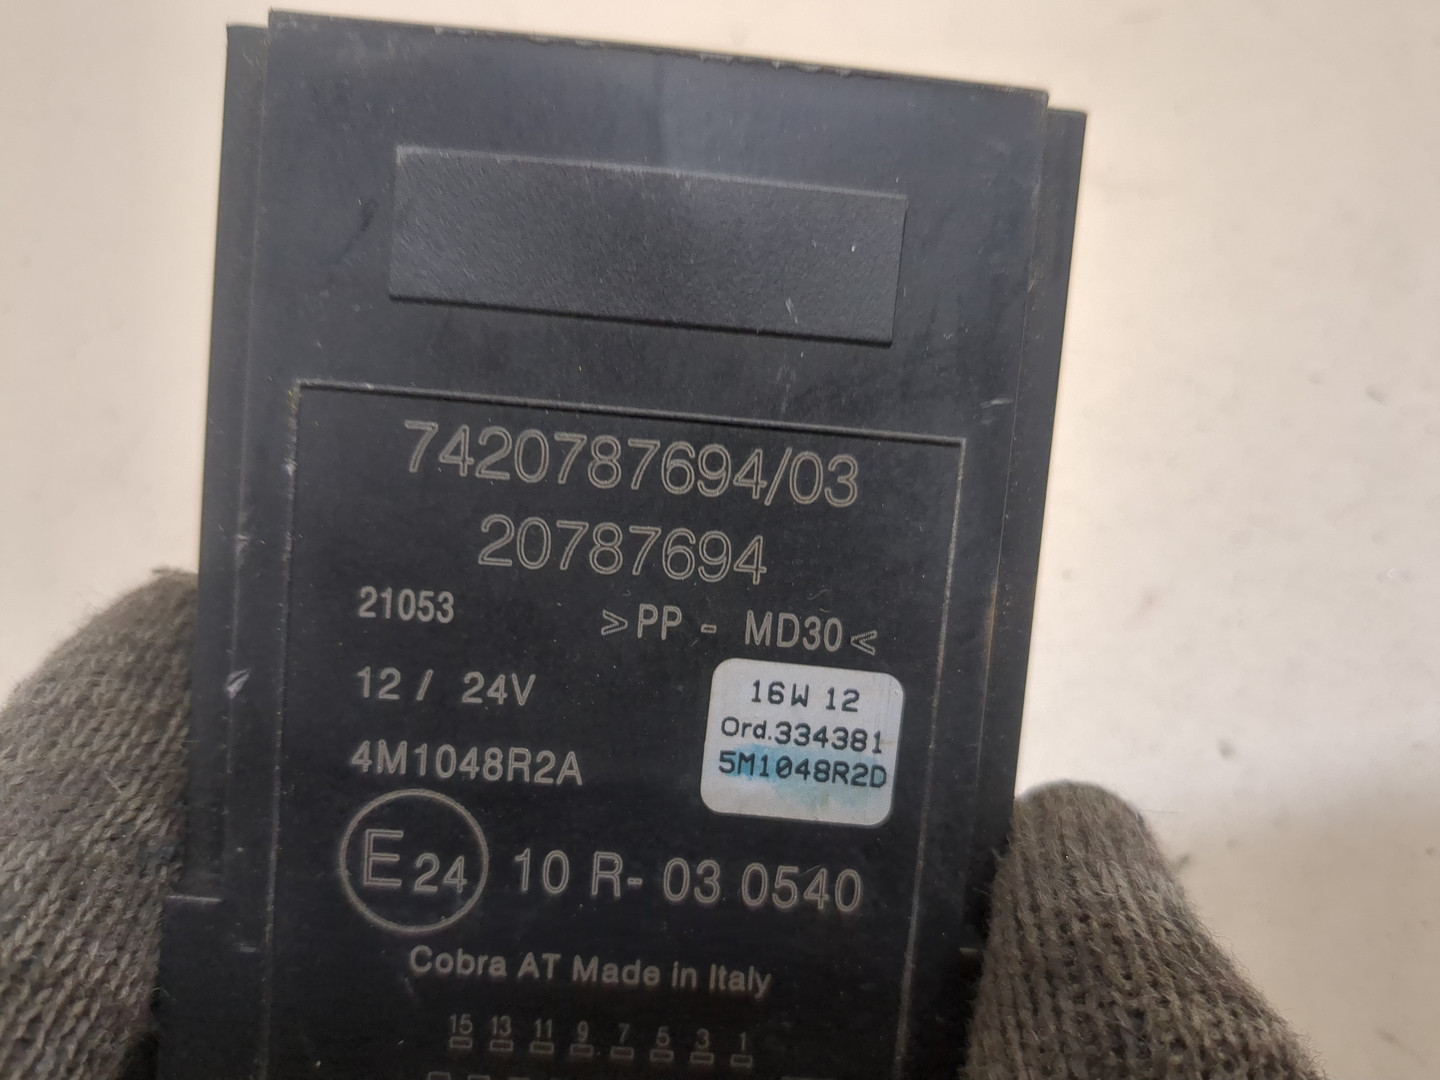 7420787694/03
20787694
21053 >PP - MD30<
12 / 24V
16W 12
Ord.334381
5M1048R2D
4M1048R2A
E24 10 R- 03 0540
Cobra AT Made in Italy
15 13 11 9 7 5 3 1